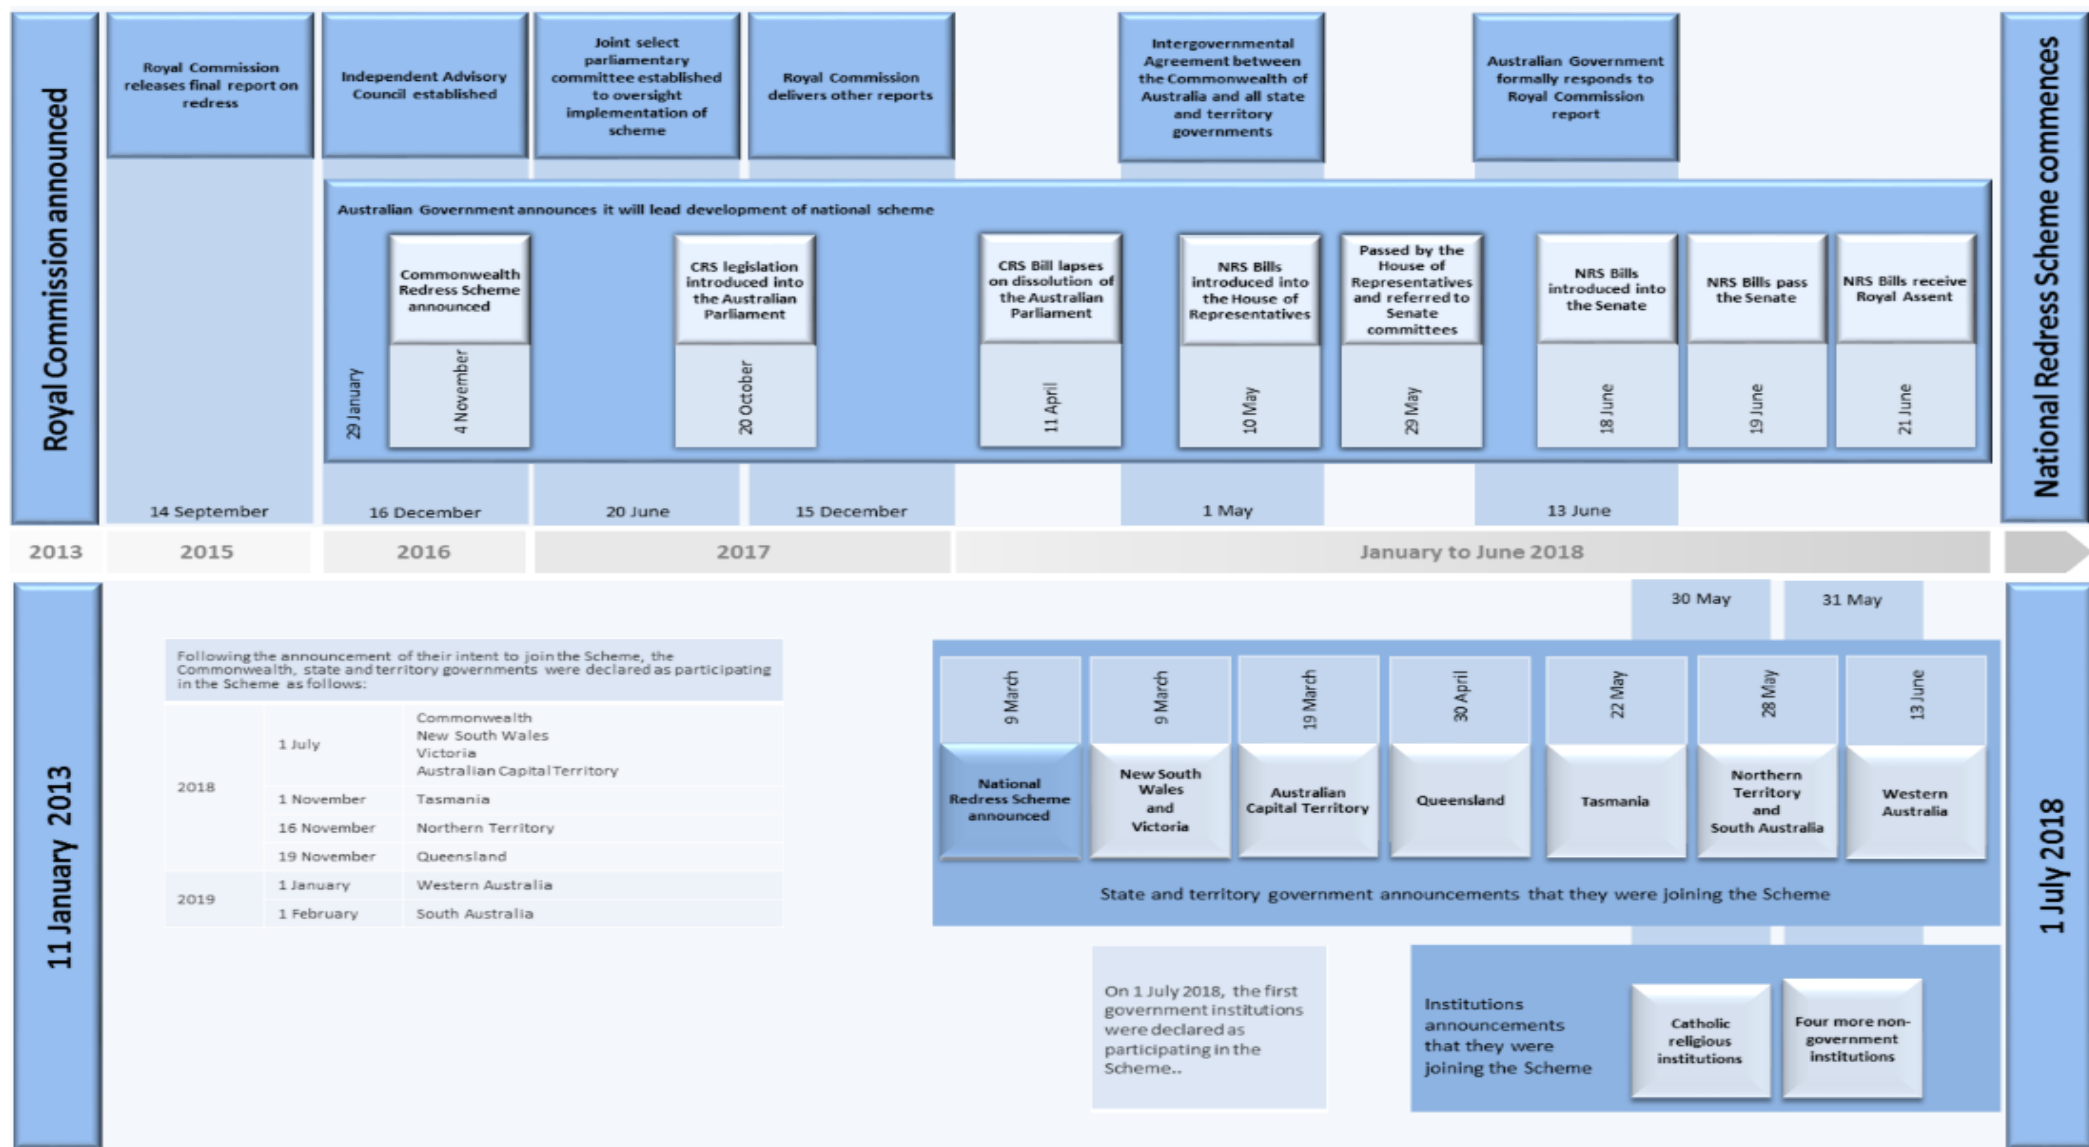 Royal Commission announced
Royal Commission
releases final report on
redress
Independent Advisory
Council established
Joint select
parliamentary
committee established
to oversight
implementation of
scheme
Royal Commission
delivers other reports
Intergovernmental
Agreement between
the Commonwealth of
Australia and all state
and territory
governments
Australian Government
formally responds to
Royal Commission
report
National Redress Scheme commences
Australian Government announces it will lead development of national scheme
29 January
Commonwealth
Redress Scheme
announced
4 November
CRS legislation
introduced into
the Australian
Parliament
20 October
CRS Bill lapses
on dissolution of
the Australian
Parliament
11 April
NRS Bills
introduced into
the House of
Representatives
10 May
Passed by the
House of
Representatives
and referred to
Senate
committees
29 May
NRS Bills
introduced into
the Senate
18 June
NRS Bills pass
the Senate
19 June
NRS Bills receive
Royal Assent
21 June
14 September
16 December
20 June
15 December
1 May
13 June
2013
2015
2016
2017
January to June 2018
11 January 2013
Following the announcement of their intent to join the Scheme, the
Commonwealth, state and territory governments were declared as participating
in the Scheme as follows:
2018
1 July
Commonwealth
New South Wales
Victoria
Australian Capital Territory
1 November
Tasmania
16 November
Northern Territory
19 November
Queensland
2019
1 January
Western Australia
1 February
South Australia
30 May
31 May
9 March
National
Redress Scheme
announced
9 March
New South
Wales
and
Victoria
19 March
Australian
Capital Territory
30 April
Queensland
22 May
Tasmania
28 May
Northern
Territory
and
South Australia
13 June
Western
Australia
State and territory government announcements that they were joining the Scheme
On 1 July 2018, the first
government institutions
were declared as
participating in the
Scheme..
Institutions
announcements
that they were
joining the Scheme
Catholic
religious
institutions
Four more non-
government
institutions
1 July 2018